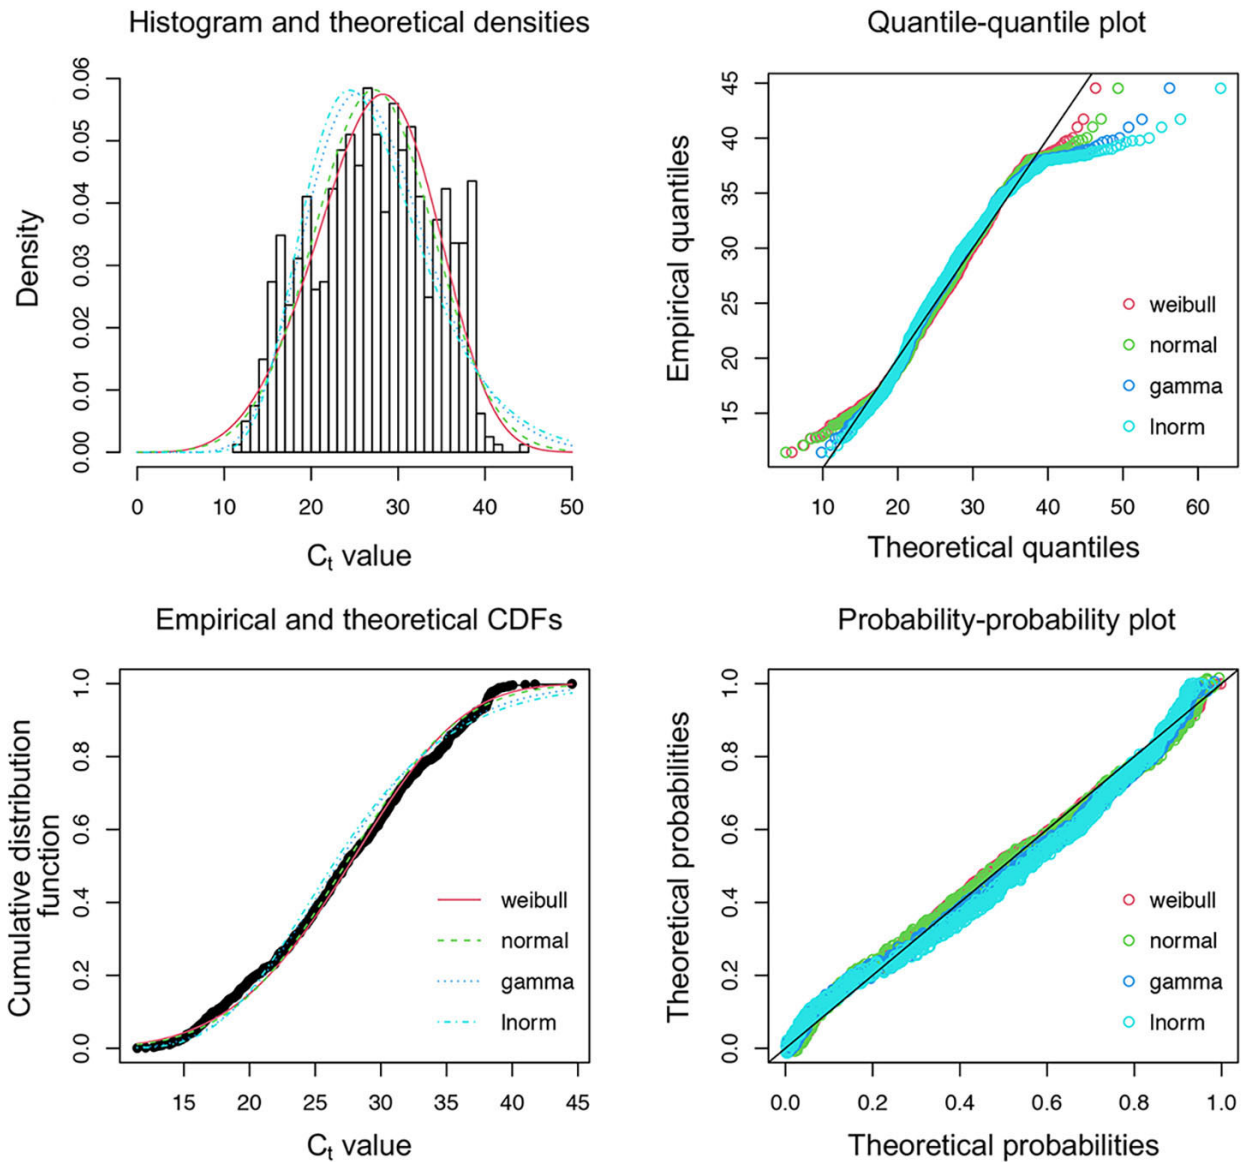 Histogram and theoretical densities
Density
0.00 0.01 0.02 0.03 0.04 0.05 0.06
0 10 20 30 40 50
Ct value
Quantile-quantile plot
Empirical quantiles
15 20 25 30 35 40 45
weibull
normal
gamma
lnorm
10 20 30 40 50 60
Theoretical quantiles
Empirical and theoretical CDFs
Cumulative distribution
function
0.0 0.2 0.4 0.6 0.8 1.0
weibull
normal
gamma
lnorm
15 20 25 30 35 40 45
Ct value
Probability-probability plot
Theoretical probabilities
0.0 0.2 0.4 0.6 0.8 1.0
weibull
normal
gamma
lnorm
0.0 0.2 0.4 0.6 0.8 1.0
Theoretical probabilities